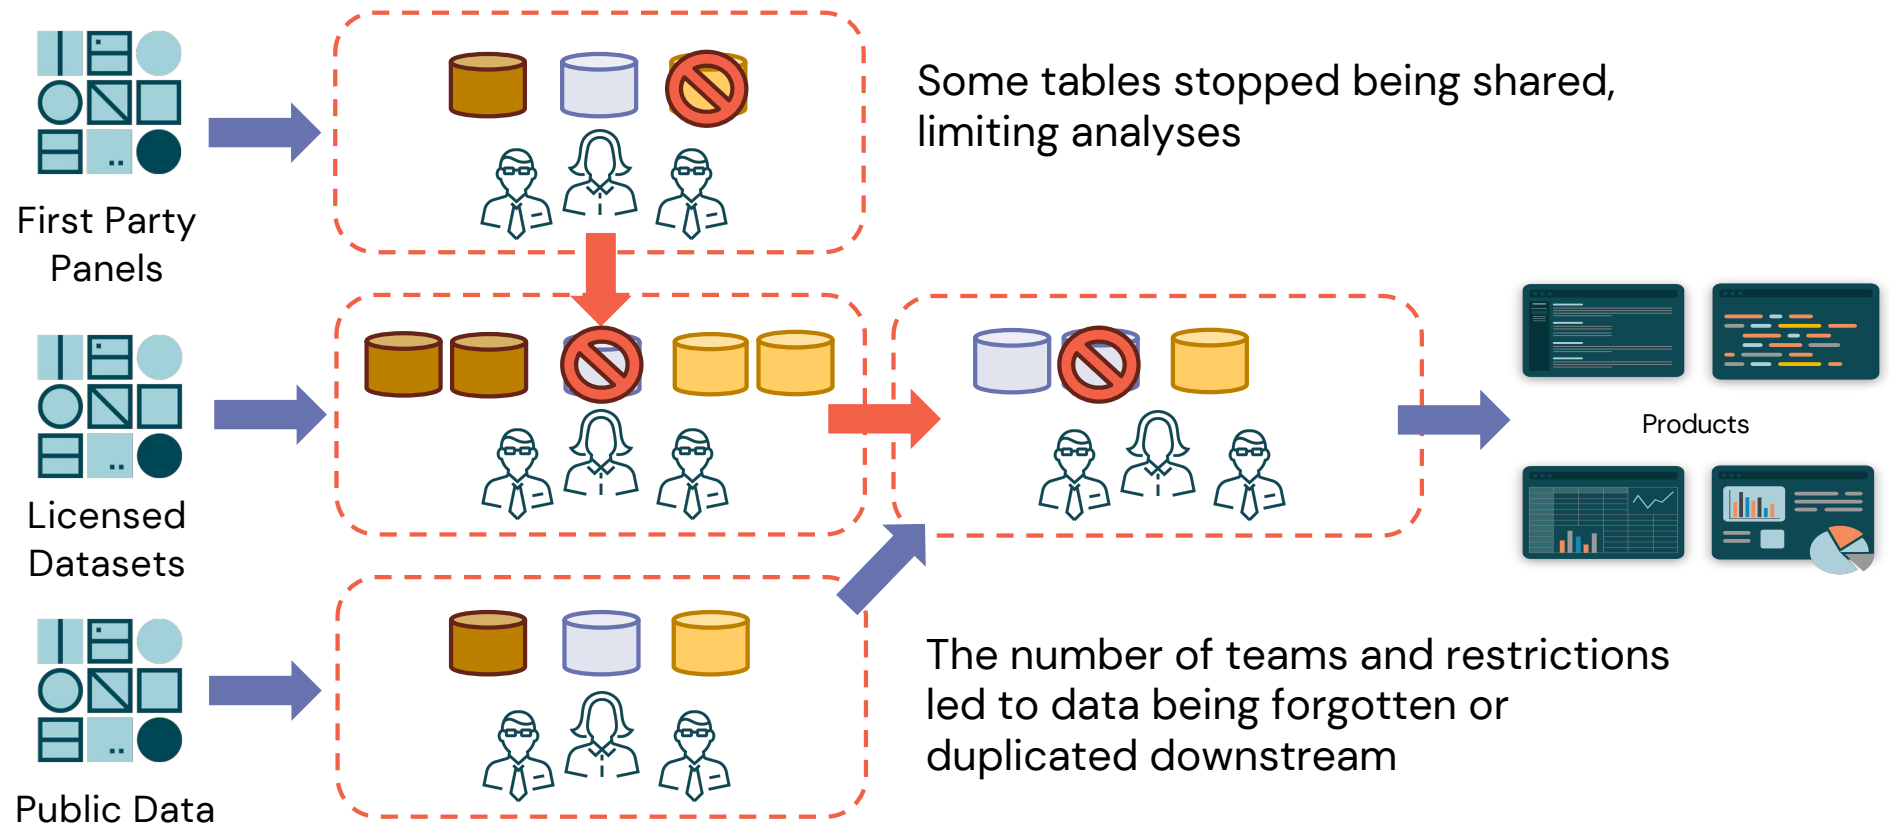 Some tables stopped being shared,
limiting analyses
First Party
Panels
Licensed
Datasets
Products
The number of teams and restrictions
led to data being forgotten or
duplicated downstream
Public Data